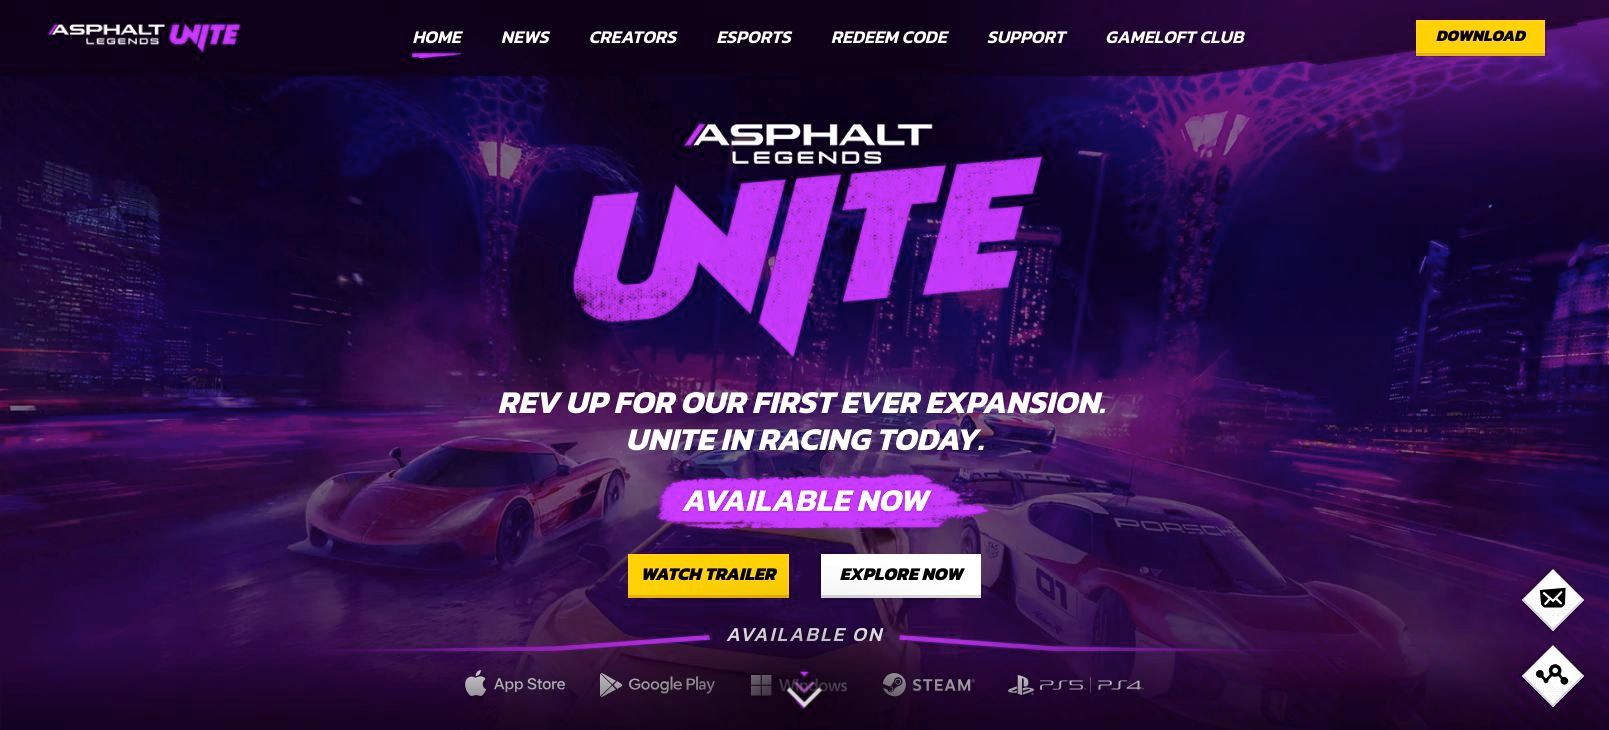 ASPHALT LEGENDS UNITE
HOME NEWS CREATORS ESPORTS REDEEM CODE SUPPORT GAMELOFT CLUB
DOWNLOAD
ASPHALT
LEGENDS
UNITE
REV UP FOR OUR FIRST EVER EXPANSION.
UNITE IN RACING TODAY.
AVAILABLE NOW
PORSCHE
01
WATCH TRAILER EXPLORE NOW
AVAILABLE ON
App Store Google Play Windows STEAM PS5 | PS4